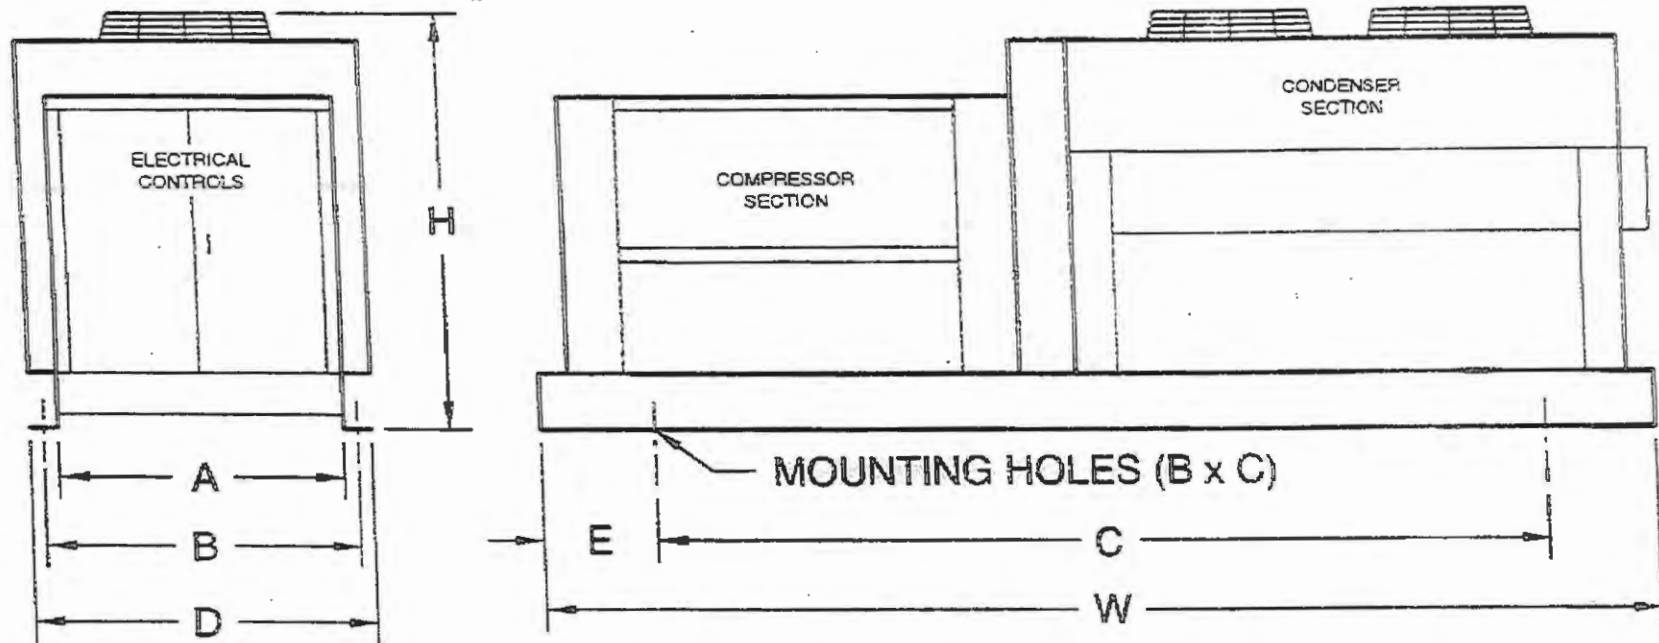 ELECTRICAL
CONTROLS
H
A
B
D
COMPRESSOR
SECTION
CONDENSER
SECTION
MOUNTING HOLES (B x C)
E
C
W